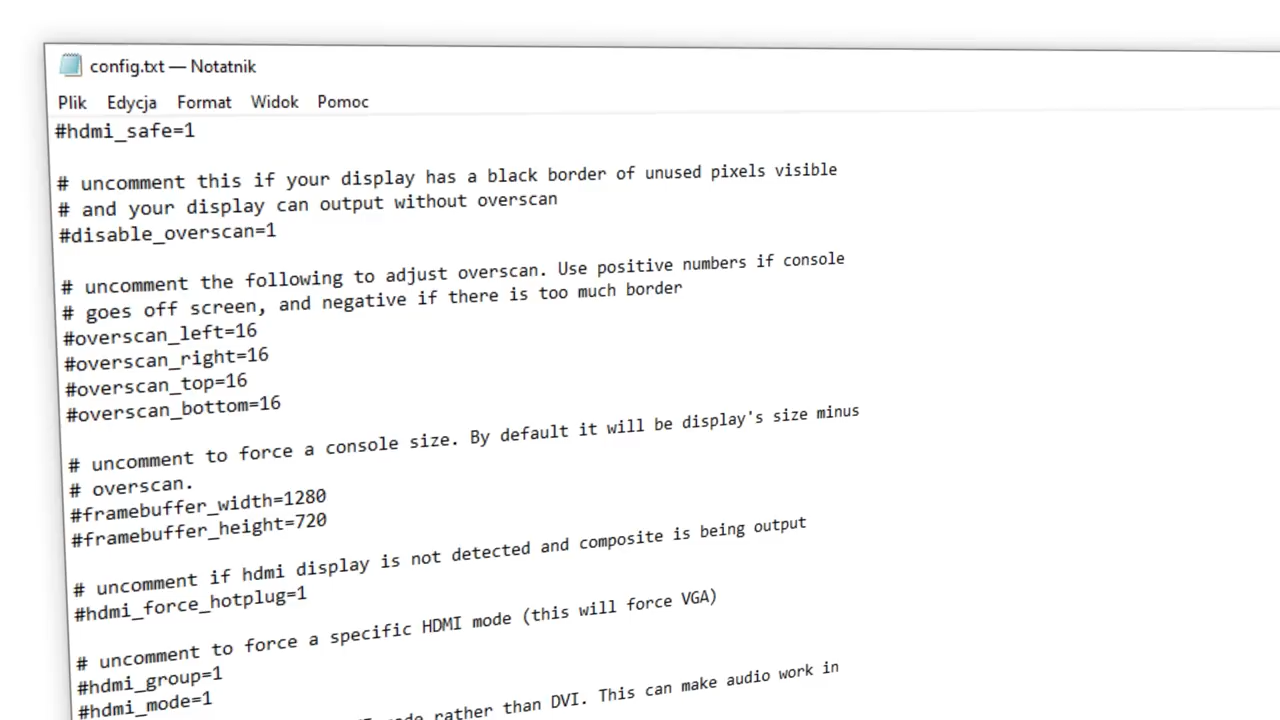 config.txt — Notatnik
Plik Edycja Format Widok Pomoc
#hdmi_safe=1
# uncomment this if your display has a black border of unused pixels visible
# and your display can output without overscan
#disable_overscan=1
# uncomment the following to adjust overscan. Use positive numbers if console
# goes off screen, and negative if there is too much border
#overscan_left=16
#overscan_right=16
#overscan_top=16
#overscan_bottom=16
# uncomment to force a console size. By default it will be display's size minus
# overscan.
#framebuffer_width=1280
#framebuffer_height=720
# uncomment if hdmi display is not detected and composite is being output
#hdmi_force_hotplug=1
# uncomment to force a specific HDMI mode (this will force VGA)
#hdmi_group=1
#hdmi_mode=1
rather than DVI. This can make audio work in